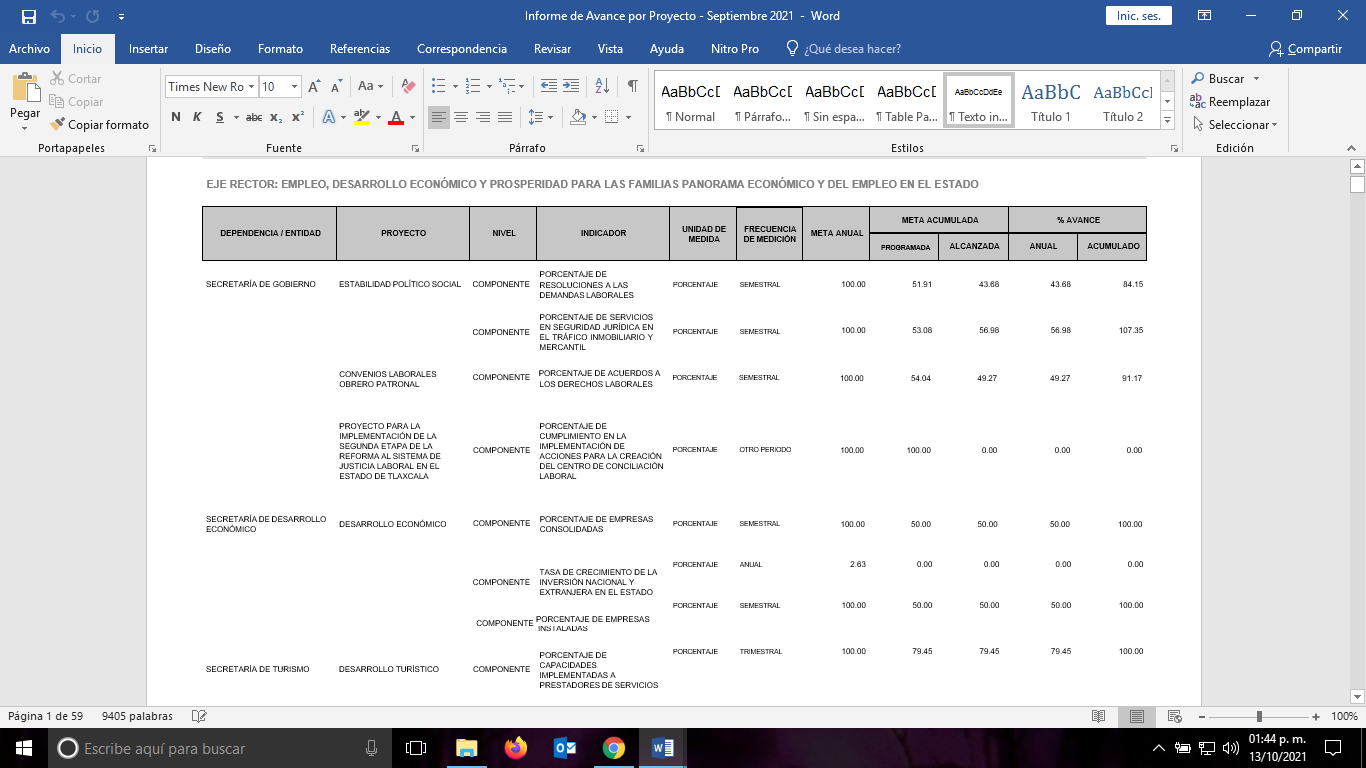 Informe de Avance por Proyecto - Septiembre 2021 - Word
Inic. ses.
Archivo Inicio Insertar Diseño Formato Referencias Correspondencia Revisar Vista Ayuda Nitro Pro ¿Qué desea hacer? Compartir
Pegar
Cortar
Copiar
Copiar formato
Portapapeles
Times New Ro 10
Aa
N K S abc x₂ x²
Fuente
Párrafo
AaBbCcI AaBbCcI AaBbCcI AaBbCcI AaBbCcDdEe AaBbC AaBbCcI
¶ Normal ¶ Párrafo... ¶ Sin espa... ¶ Table Pa... ¶ Texto in... Título 1 Título 2
Estilos
Buscar
Reemplazar
Seleccionar
Edición
EJE RECTOR: EMPLEO, DESARROLLO ECONÓMICO Y PROSPERIDAD PARA LAS FAMILIAS PANORAMA ECONÓMICO Y DEL EMPLEO EN EL ESTADO
DEPENDENCIA / ENTIDAD
PROYECTO
NIVEL
INDICADOR
UNIDAD DE
MEDIDA
FRECUENCIA
DE MEDICIÓN
META ANUAL
META ACUMULADA
PROGRAMADA ALCANZADA
% AVANCE
ANUAL ACUMULADO
SECRETARÍA DE GOBIERNO
ESTABILIDAD POLÍTICO SOCIAL
COMPONENTE
PORCENTAJE DE
RESOLUCIONES A LAS
DEMANDAS LABORALES
PORCENTAJE SEMESTRAL 100.00 51.91 43.68 43.68 84.15
COMPONENTE
PORCENTAJE DE SERVICIOS
EN SEGURIDAD JURÍDICA EN
EL TRÁFICO INMOBILIARIO Y
MERCANTIL
PORCENTAJE SEMESTRAL 100.00 53.08 56.98 56.98 107.35
CONVENIOS LABORALES
OBRERO PATRONAL
COMPONENTE
PORCENTAJE DE ACUERDOS A
LOS DERECHOS LABORALES
PORCENTAJE SEMESTRAL 100.00 54.04 49.27 49.27 91.17
PROYECTO PARA LA
IMPLEMENTACIÓN DE LA
SEGUNDA ETAPA DE LA
REFORMA AL SISTEMA DE
JUSTICIA LABORAL EN EL
ESTADO DE TLAXCALA
COMPONENTE
PORCENTAJE DE
CUMPLIMIENTO EN LA
IMPLEMENTACIÓN DE
ACCIONES PARA LA CREACIÓN
DEL CENTRO DE CONCILIACIÓN
LABORAL
PORCENTAJE OTRO PERIODO 100.00 100.00 0.00 0.00 0.00
SECRETARÍA DE DESARROLLO
ECONÓMICO
DESARROLLO ECONÓMICO
COMPONENTE
PORCENTAJE DE EMPRESAS
CONSOLIDADAS
PORCENTAJE SEMESTRAL 100.00 50.00 50.00 50.00 100.00
COMPONENTE
TASA DE CRECIMIENTO DE LA
INVERSIÓN NACIONAL Y
EXTRANJERA EN EL ESTADO
PORCENTAJE ANUAL 2.63 0.00 0.00 0.00 0.00
COMPONENTE
PORCENTAJE DE EMPRESAS
INSTALADAS
PORCENTAJE SEMESTRAL 100.00 50.00 50.00 50.00 100.00
SECRETARÍA DE TURISMO
DESARROLLO TURÍSTICO
COMPONENTE
PORCENTAJE DE
CAPACIDADES
IMPLEMENTADAS A
PRESTADORES DE SERVICIOS
PORCENTAJE TRIMESTRAL 100.00 79.45 79.45 79.45 100.00
Página 1 de 59 9405 palabras
100%
Escribe aquí para buscar
01:44 p. m.
13/10/2021